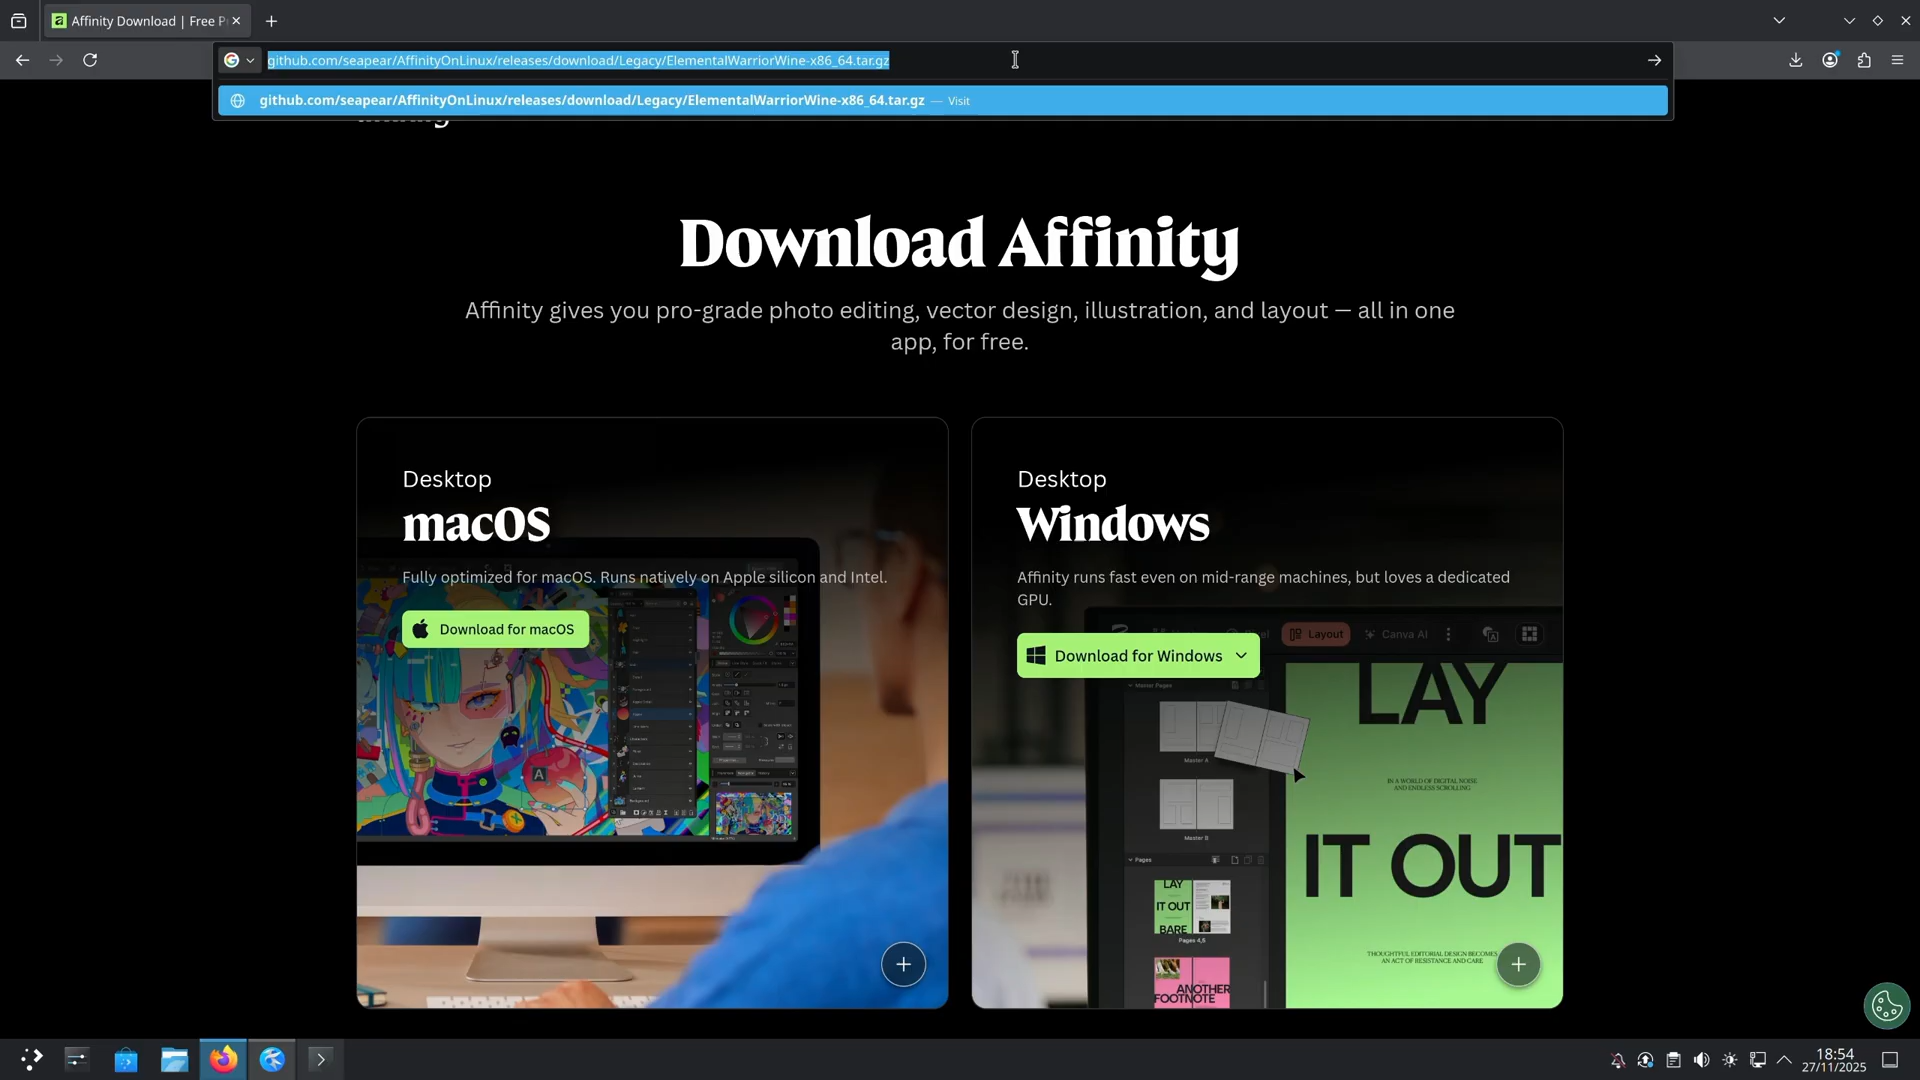 Affinity Download | Free P
github.com/seapear/AffinityOnLinux/releases/download/Legacy/ElementalWarriorWine-x86_64.tar.gz
github.com/seapear/AffinityOnLinux/releases/download/Legacy/ElementalWarriorWine-x86_64.tar.gz — Visit
Download Affinity
Affinity gives you pro-grade photo editing, vector design, illustration, and layout — all in one
app, for free.
Desktop
macOS
Fully optimized for macOS. Runs natively on Apple silicon and Intel.
Download for macOS
A
Desktop
Windows
Affinity runs fast even on mid-range machines, but loves a dedicated
GPU.
Layout
Canva AI
Download for Windows
Master Pages
Master A
Master B
Pages
LAY
IT OUT
BARE
Pages 4,5
ANOTHER
FOOTNOTE
LAY
IN A WORLD OF DIGITAL NOISE
AND ENDLESS SCROLLING
IT OUT
THOUGHTFUL EDITORIAL DESIGN BECOMES
AN ACT OF RESISTANCE AND CARE
18:54
27/11/2025